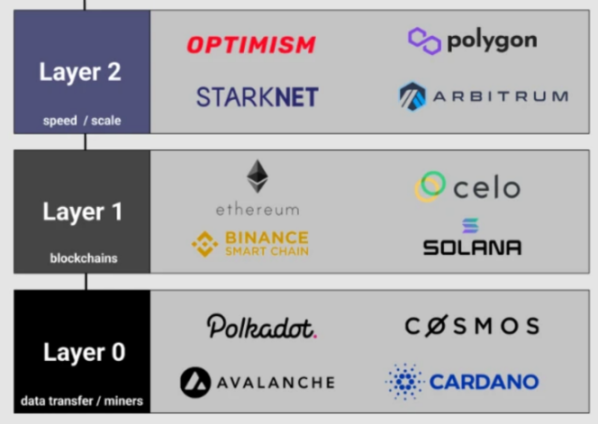 Layer 2
speed / scale
OPTIMISM
polygon
STARKNET
ARBITRUM
Layer 1
blockchains
ethereum
celo
BINANCE
SMART CHAIN
SOLANA
Layer 0
data transfer / miners
Polkadot.
CØSMOS
AVALANCHE
CARDANO